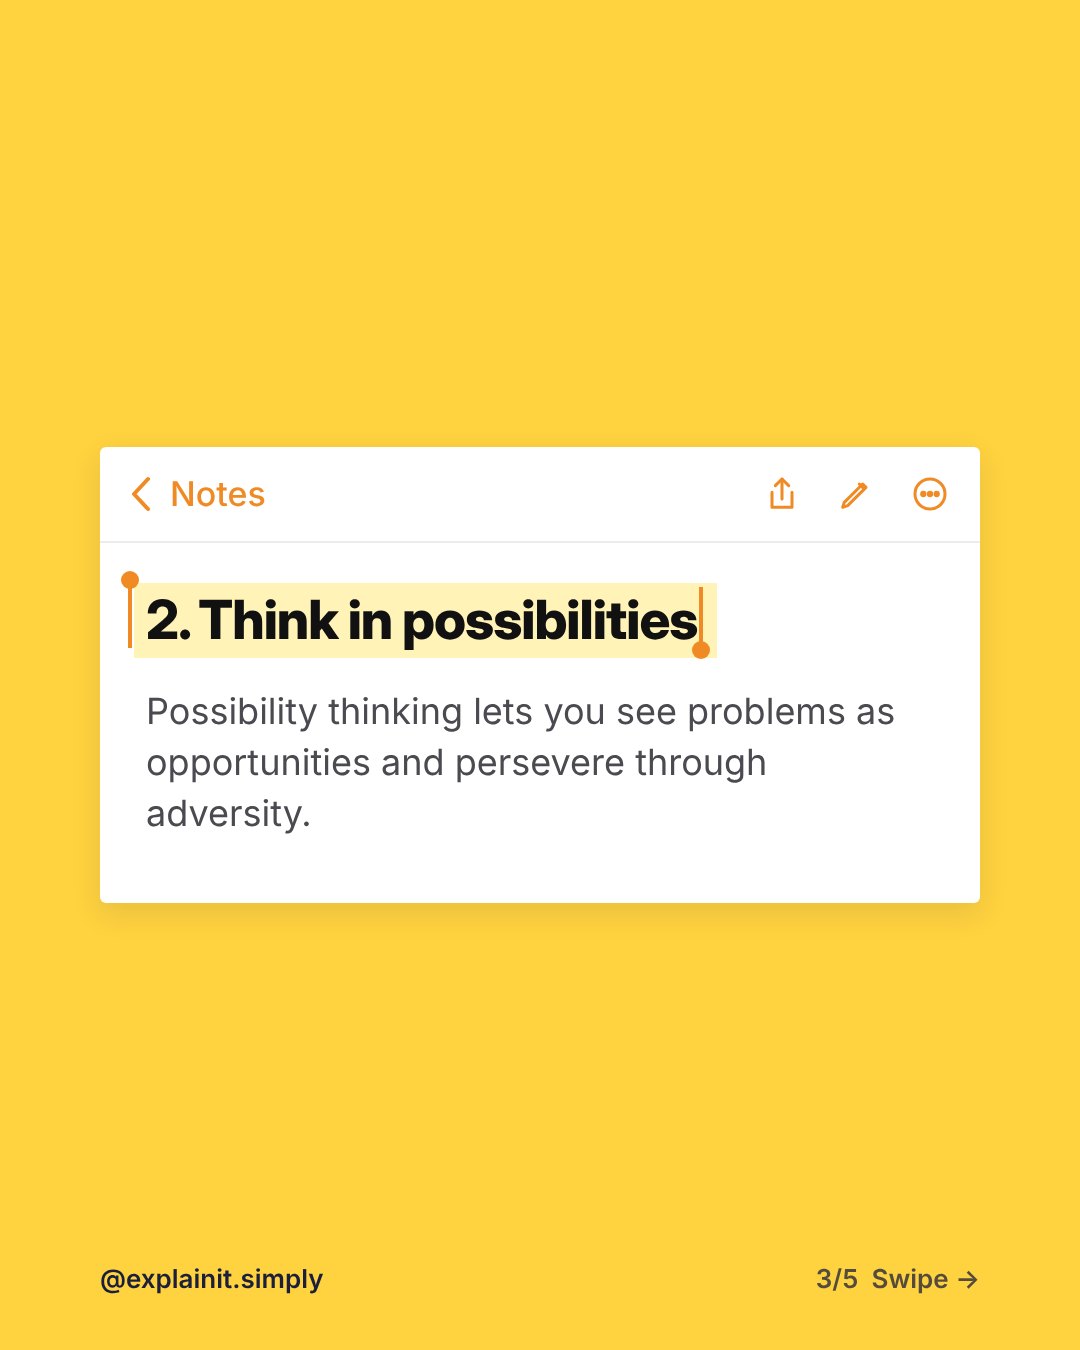 Notes
2. Think in possibilities
Possibility thinking lets you see problems as
opportunities and persevere through
adversity.
@explainit.simply
3/5 Swipe →